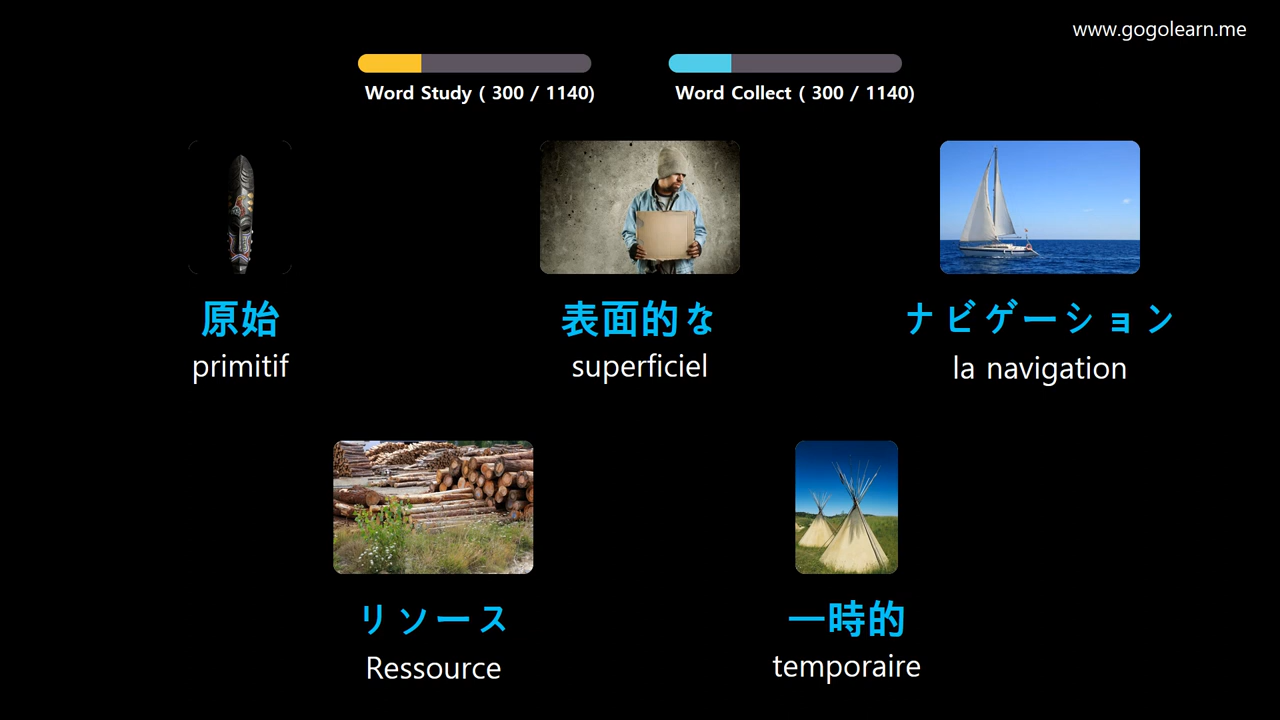 www.gogolearn.me
Word Study ( 300 / 1140)
Word Collect ( 300 / 1140)
原始
primitif
表面的な
superficiel
ナビゲーション
la navigation
リソース
Ressource
一時的
temporaire